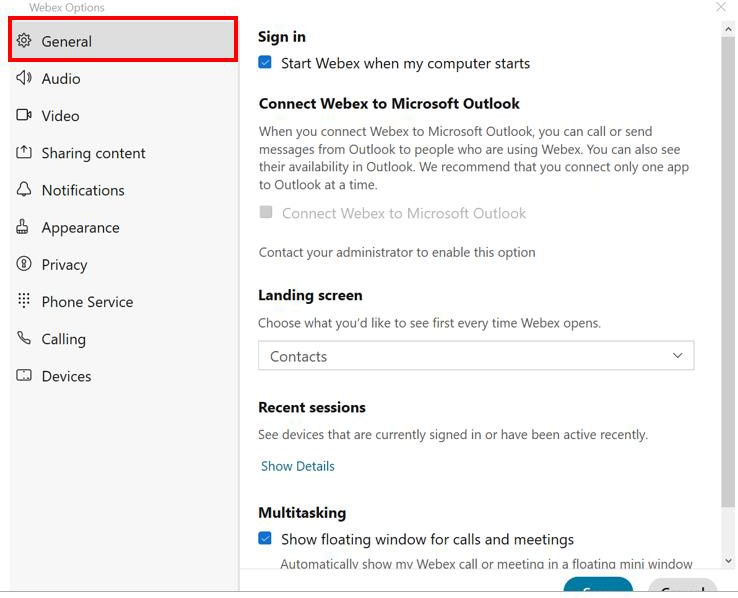 Webex Options
General
Audio
Video
Sharing content
Notifications
Appearance
Privacy
Phone Service
Calling
Devices
Sign in
Start Webex when my computer starts
Connect Webex to Microsoft Outlook
When you connect Webex to Microsoft Outlook, you can call or send
messages from Outlook to people who are using Webex. You can also see
their availability in Outlook. We recommend that you connect only one app
to Outlook at a time.
Connect Webex to Microsoft Outlook
Contact your administrator to enable this option
Landing screen
Choose what you'd like to see first every time Webex opens.
Contacts
Recent sessions
See devices that are currently signed in or have been active recently.
Show Details
Multitasking
Show floating window for calls and meetings
Automatically show my Webex call or meeting in a floating mini window